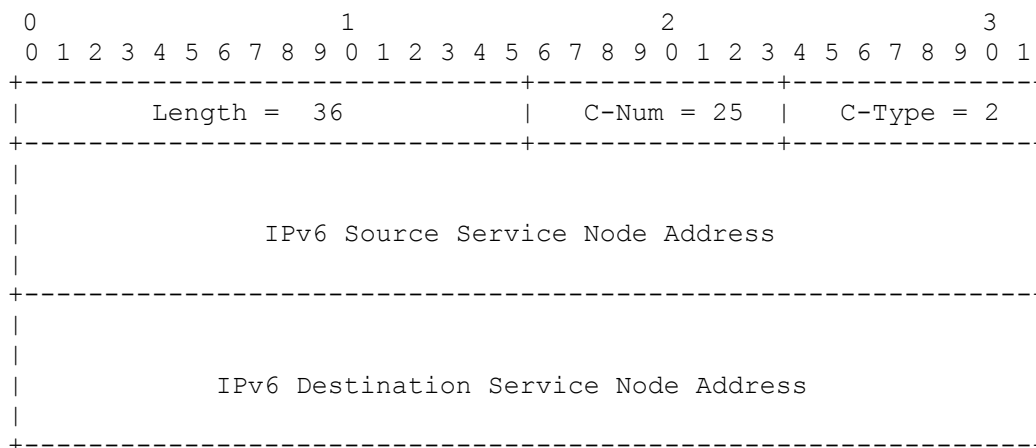 0                   1                   2                   3
 0 1 2 3 4 5 6 7 8 9 0 1 2 3 4 5 6 7 8 9 0 1 2 3 4 5 6 7 8 9 0 1
+-------------------------------+---------------+---------------
|        Length =  36           |  C-Num = 25   |   C-Type = 2
+-------------------------------+---------------+---------------
|
|
|               IPv6 Source Service Node Address
|
+---------------------------------------------------------------
|
|
|            IPv6 Destination Service Node Address
|
+---------------------------------------------------------------